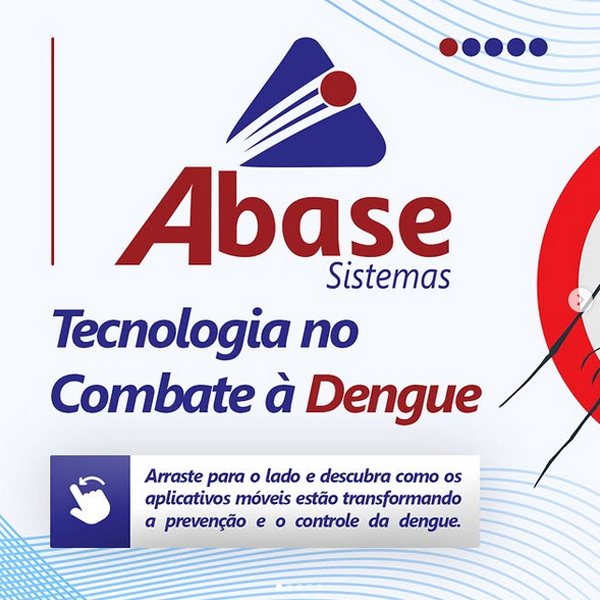 Abase
Sistemas
Tecnologia no
Combate à Dengue
Arraste para o lado e descubra como os
aplicativos móveis estão transformando
a prevenção e o controle da dengue.